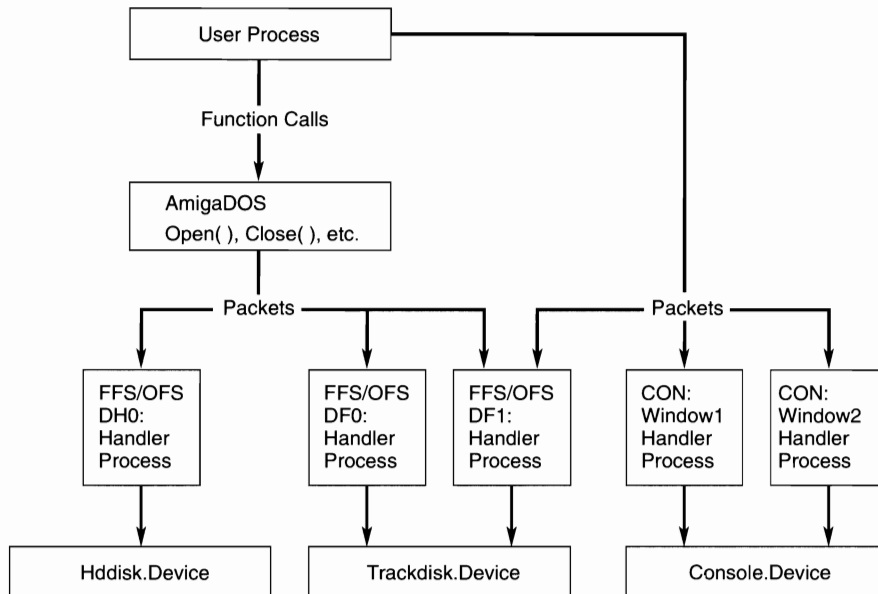 User Process
Function Calls
AmigaDOS
Open( ), Close( ), etc.
Packets
Packets
FFS/OFS
DH0:
Handler
Process
FFS/OFS
DF0:
Handler
Process
FFS/OFS
DF1:
Handler
Process
CON:
Window1
Handler
Process
CON:
Window2
Handler
Process
Hddisk.Device
Trackdisk.Device
Console.Device